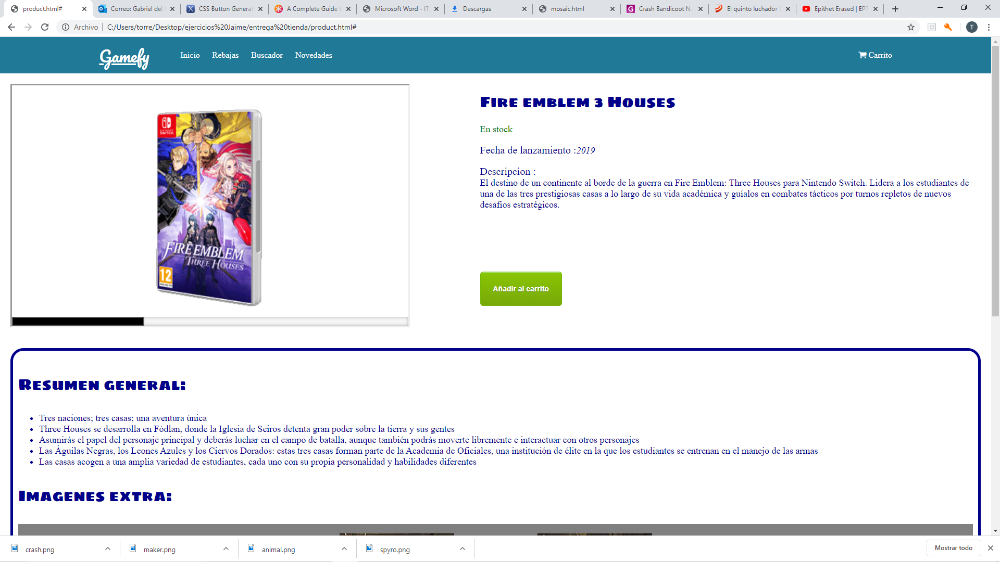 product.html#
Correo: Gabriel del
CSS Button Generat
A Complete Guide t
Microsoft Word - IT
Descargas
mosaic.html
Crash Bandicoot N.
El quinto luchador
Epithet Erased | EP7
Archivo
C:/Users/torre/Desktop/ejercicios%20Jaime/entrega%20tienda/product.html#
T
Gamefy
Inicio
Rebajas
Buscador
Novedades
Carrito
NINTENDO
SWITCH
FIRE EMBLEM
THREE HOUSES
12
Fire emblem 3 Houses
En stock
Fecha de lanzamiento :2019
Descripcion :
El destino de un continente al borde de la guerra en Fire Emblem: Three Houses para Nintendo Switch. Lidera a los estudiantes de
una de las tres prestigiosas casas a lo largo de su vida académica y guíalos en combates tácticos por turnos repletos de nuevos
desafíos estratégicos.
Añadir al carrito
Resumen general:
• Tres naciones; tres casas; una aventura única
• Three Houses se desarrolla en Fódlan, donde la Iglesia de Seiros detenta gran poder sobre la tierra y sus gentes
• Asumirás el papel del personaje principal y deberás luchar en el campo de batalla, aunque también podrás moverte libremente e interactuar con otros personajes
• Las Águilas Negras, los Leones Azules y los Ciervos Dorados: estas tres casas forman parte de la Academia de Oficiales, una institución de élite en la que los estudiantes se entrenan en el manejo de las armas
• Las casas acogen a una amplia variedad de estudiantes, cada uno con su propia personalidad y habilidades diferentes
Imagenes extra:
crash.png
maker.png
animal.png
spyro.png
Mostrar todo